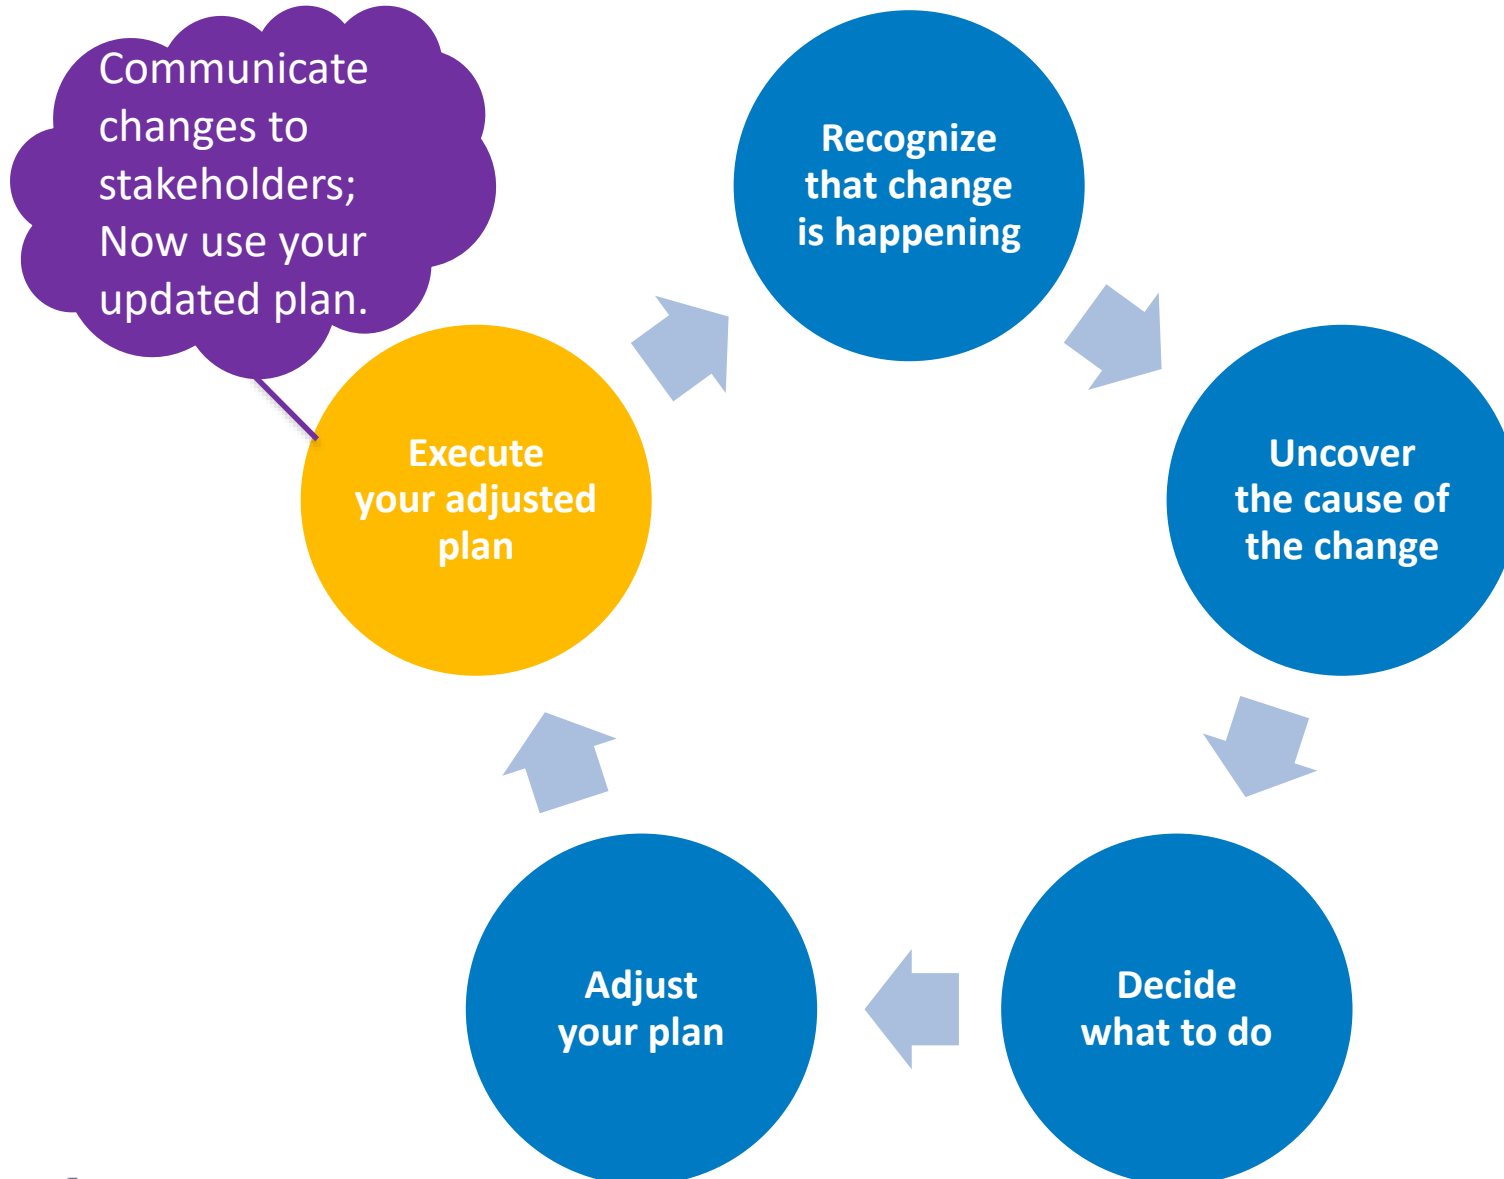 Communicate
changes to
stakeholders;
Now use your
updated plan.
Recognize
that change
is happening
Uncover
the cause of
the change
Decide
what to do
Adjust
your plan
Execute
your adjusted
plan